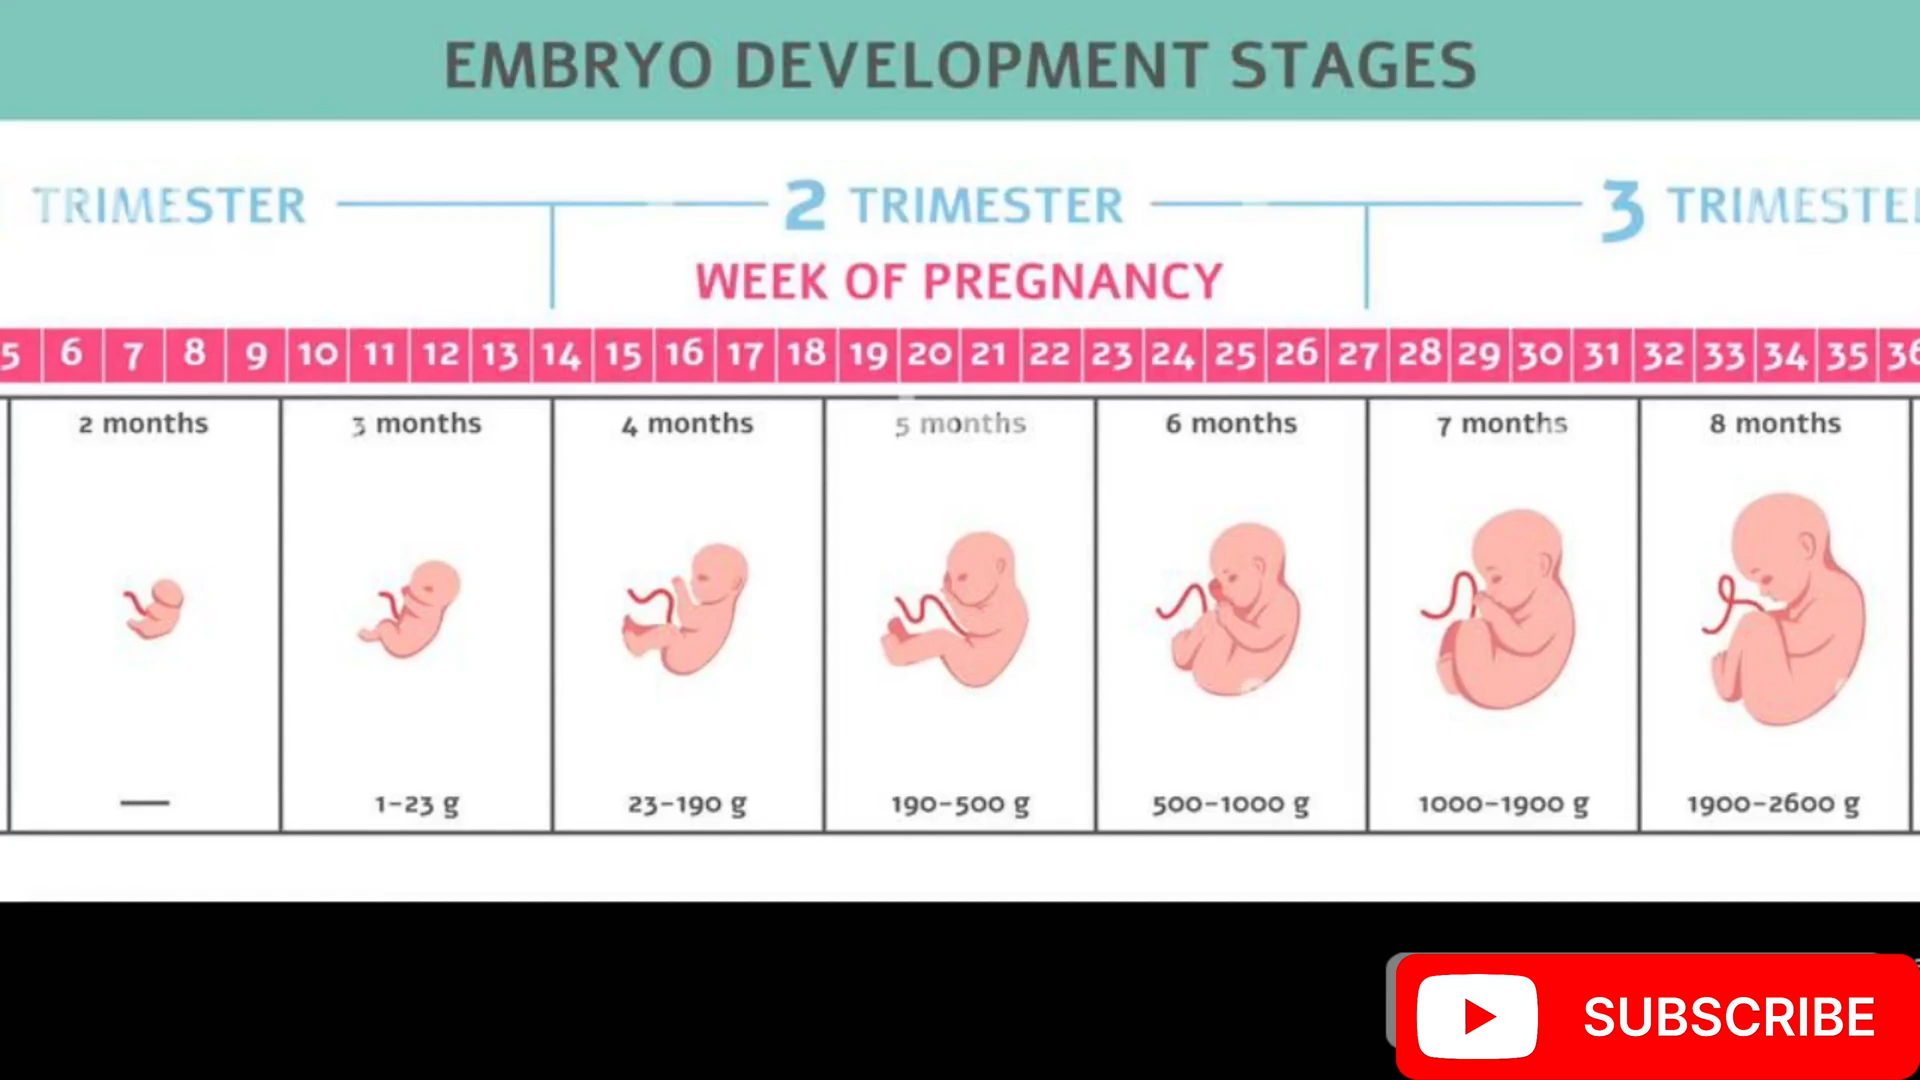 EMBRYO DEVELOPMENT STAGES
TRIMESTER 2 TRIMESTER 3 TRIMESTE
WEEK OF PREGNANCY
5 6 7 8 9 10 11 12 13 14 15 16 17 18 19 20 21 22 23 24 25 26 27 28 29 30 31 32 33 34 35 36
2 months 3 months 4 months 5 months 6 months 7 months 8 months
1-23 g 23-190 g 190-500 g 500-1000 g 1000-1900 g 1900-2600 g
SUBSCRIBE